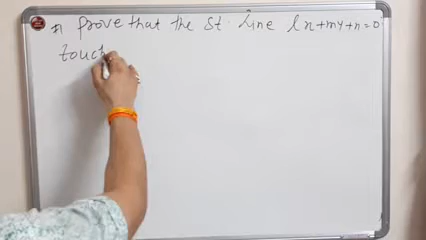 # Prove that the St. Line lx+my+n=0
touch